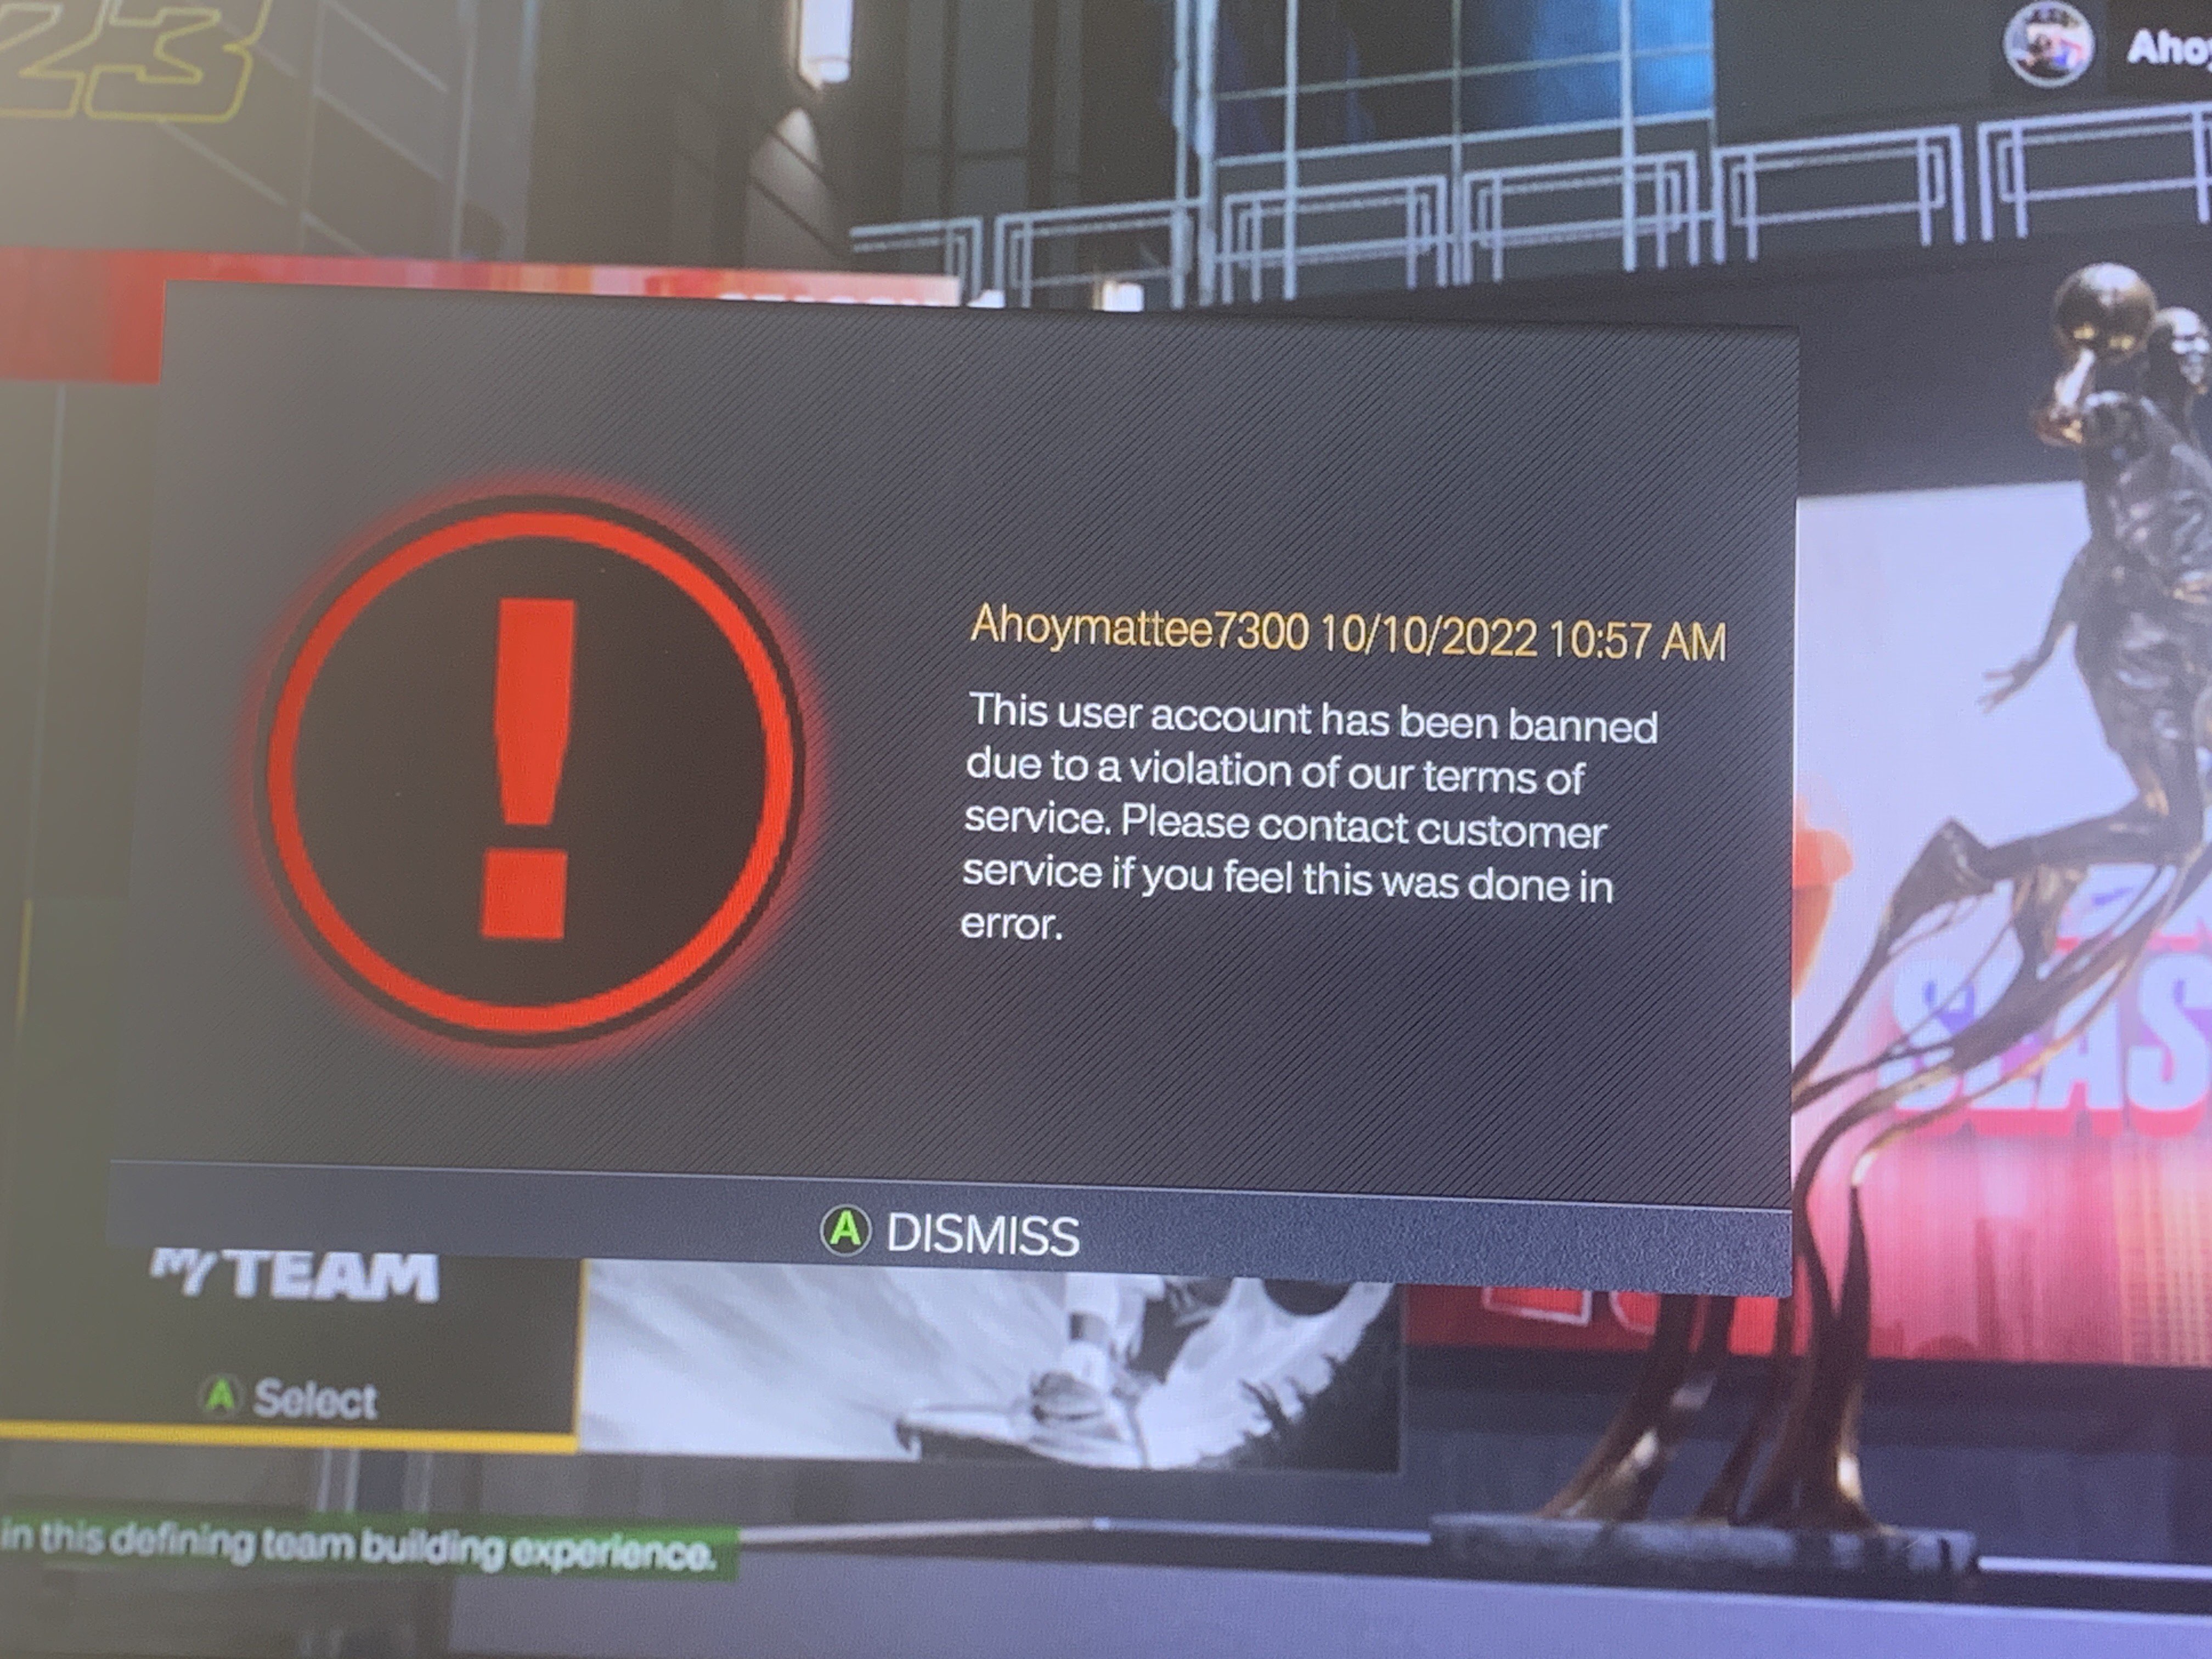 23
Aho
Ahoymattee7300 10/10/2022 10:57 AM
This user account has been banned
due to a violation of our terms of
service. Please contact customer
service if you feel this was done in
error.
SEAS
A DISMISS
MyTEAM
A Select
in this defining team building experience.